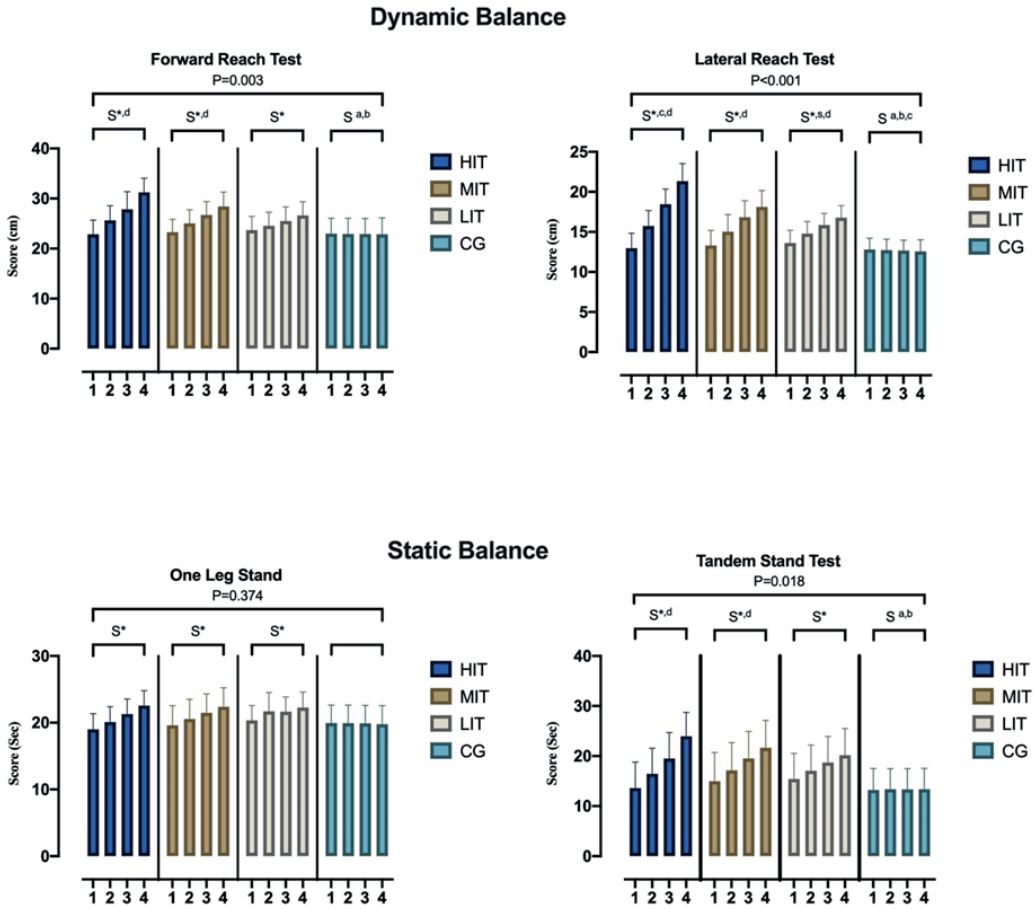 Dynamic Balance
Forward Reach Test
P=0.003
S*,d S*,d S* S a,b
40
30
20
10
0
Score (cm)
1 2 3 4 1 2 3 4 1 2 3 4 1 2 3 4
HIT
MIT
LIT
CG
Lateral Reach Test
P<0.001
S*,c,d S*,d S*,s,d S a,b,c
25
20
15
10
5
0
Score (cm)
1 2 3 4 1 2 3 4 1 2 3 4 1 2 3 4
HIT
MIT
LIT
CG
Static Balance
One Leg Stand
P=0.374
S* S* S*
30
20
10
0
Score (Sec)
1 2 3 4 1 2 3 4 1 2 3 4 1 2 3 4
HIT
MIT
LIT
CG
Tandem Stand Test
P=0.018
S*,d S*,d S* S a,b
40
30
20
10
0
Score (Sec)
1 2 3 4 1 2 3 4 1 2 3 4 1 2 3 4
HIT
MIT
LIT
CG